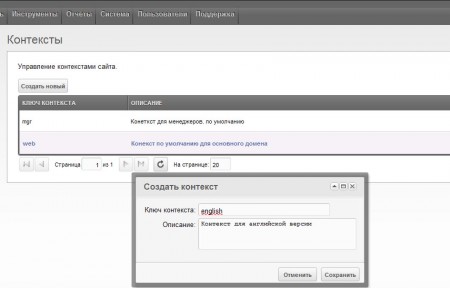 ь Инструменты Отчеты Система Пользователи Поддержка
Контексты
Управление контекстами сайта.
Создать новый
КЛЮЧ КОНТЕКСТА ОПИСАНИЕ
mgr Конетхст для менеджеров, по умолчанию
web Конекст по умолчанию для основного домена
Страница 1 из 1 На странице: 20
Создать контекст
Ключ контекста: english
Описание: Контекст для английской версии
Отменить Сохранить